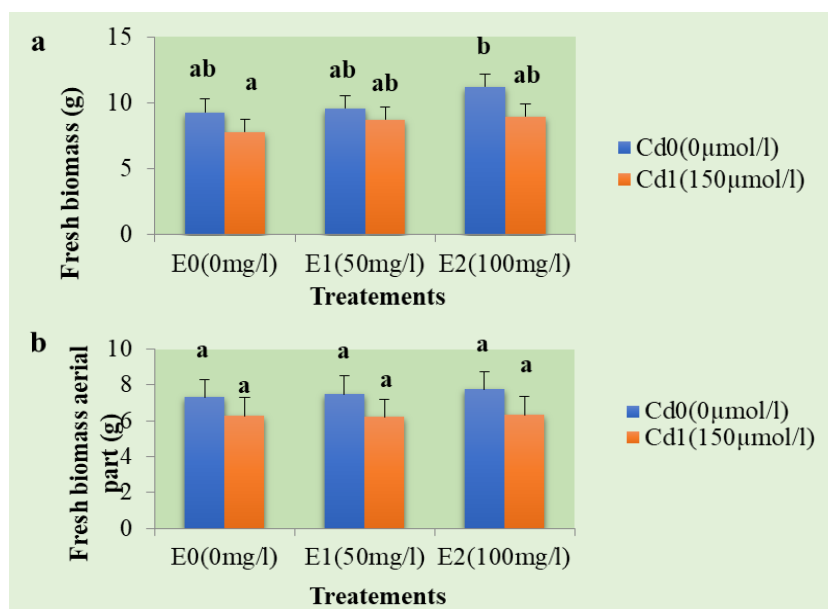 a
Fresh biomass (g)
15
10
5
0
ab
a
ab
ab
b
ab
E0(0mg/l)
E1(50mg/l)
E2(100mg/l)
Treatements
Cd0(0µmol/l)
Cd1(150µmol/l)
b
Fresh biomass aerial
part (g)
10
8
6
4
2
0
a
a
a
a
a
a
E0(0mg/l)
E1(50mg/l)
E2(100mg/l)
Treatements
Cd0(0µmol/l)
Cd1(150µmol/l)